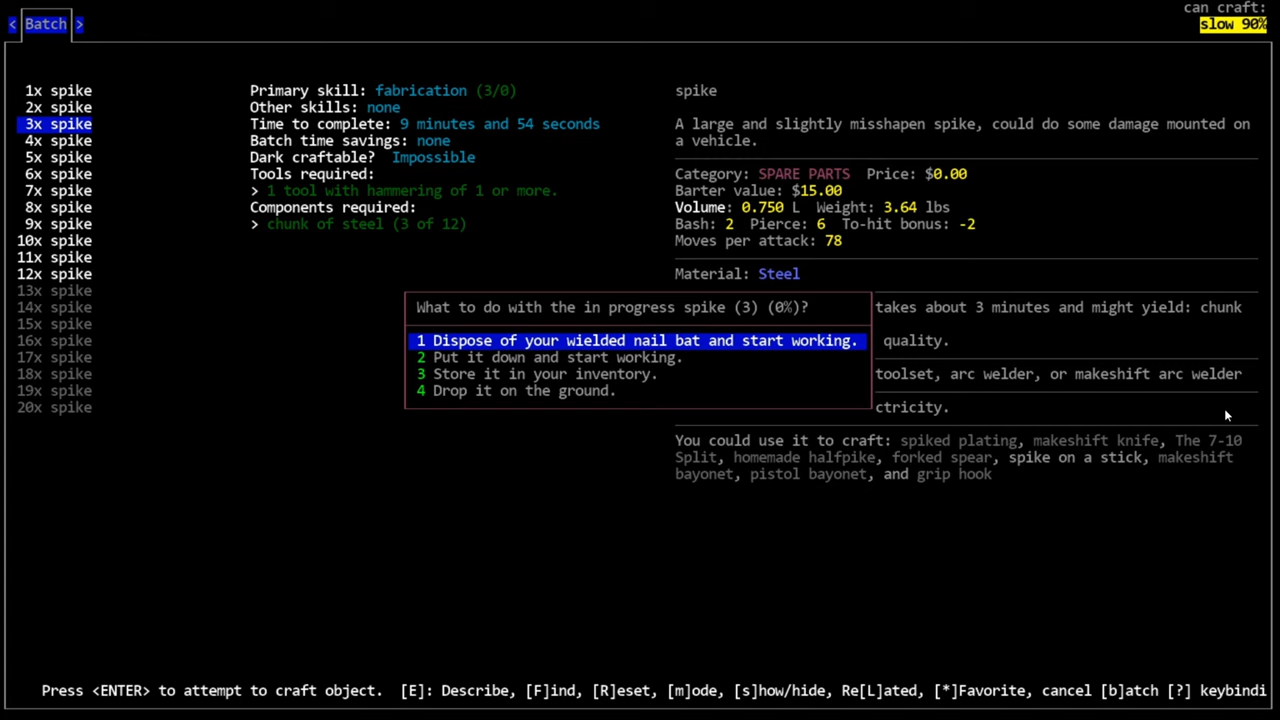 can craft:
< Batch >
slow 90%
1x spike
2x spike
3x spike
4x spike
5x spike
6x spike
7x spike
8x spike
9x spike
10x spike
11x spike
12x spike
13x spike
14x spike
15x spike
16x spike
17x spike
18x spike
19x spike
20x spike
Primary skill: fabrication (3/0)
Other skills: none
Time to complete: 9 minutes and 54 seconds
Batch time savings: none
Dark craftable? Impossible
Tools required:
> 1 tool with hammering of 1 or more.
Components required:
> chunk of steel (3 of 12)
What to do with the in progress spike (3) (0%)?
1 Dispose of your wielded nail bat and start working.
2 Put it down and start working.
3 Store it in your inventory.
4 Drop it on the ground.
spike
A large and slightly misshapen spike, could do some damage mounted on
a vehicle.
Category: SPARE PARTS Price: $0.00
Barter value: $15.00
Volume: 0.750 L Weight: 3.64 lbs
Bash: 2 Pierce: 6 To-hit bonus: -2
Moves per attack: 78
Material: Steel
takes about 3 minutes and might yield: chunk
quality.
toolset, arc welder, or makeshift arc welder
ctricity.
You could use it to craft: spiked plating, makeshift knife, The 7-10
Split, homemade halfpike, forked spear, spike on a stick, makeshift
bayonet, pistol bayonet, and grip hook
Press <ENTER> to attempt to craft object. [E]: Describe, [F]ind, [R]eset, [m]ode, [s]how/hide, Re[L]ated, [*]Favorite, cancel [b]atch [?] keybindi